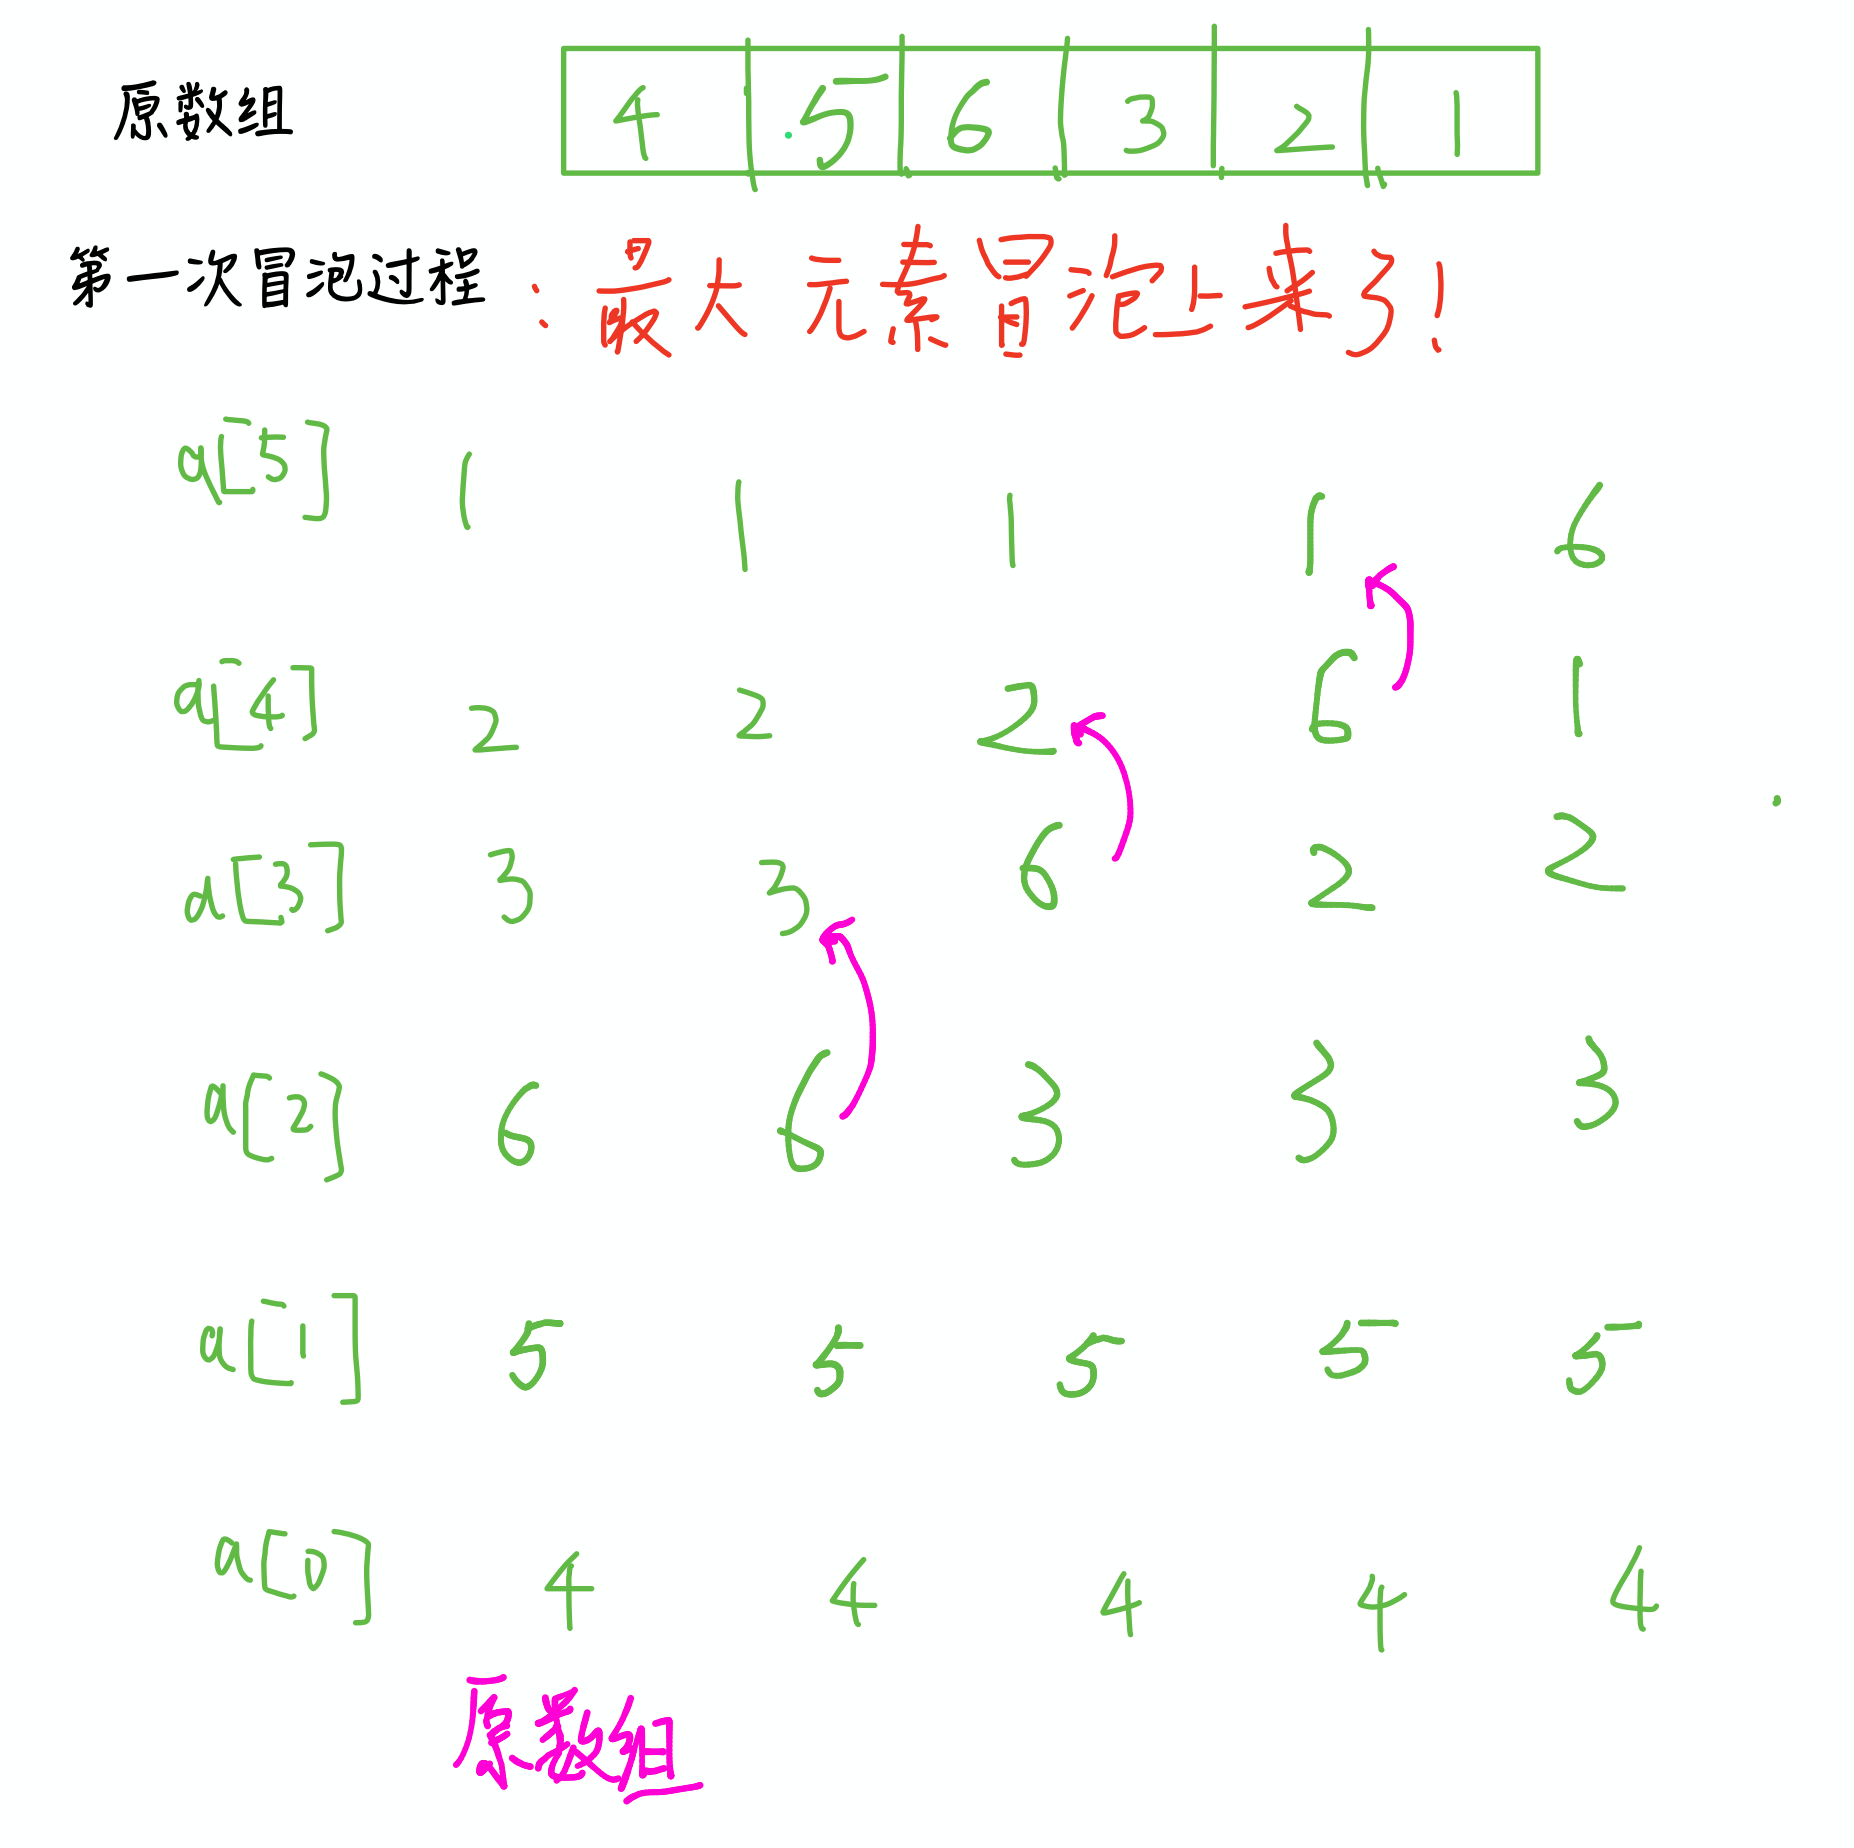 原数组 4 5 6 3 2 1
第一次冒泡过程 : 最大元素冒泡上来了!
a[5] 1 1 1 1 6
a[4] 2 2 2 6 1
a[3] 3 3 6 2 2
a[2] 6 6 3 3 3
a[1] 5 5 5 5 5
a[0] 4 4 4 4 4
原数组